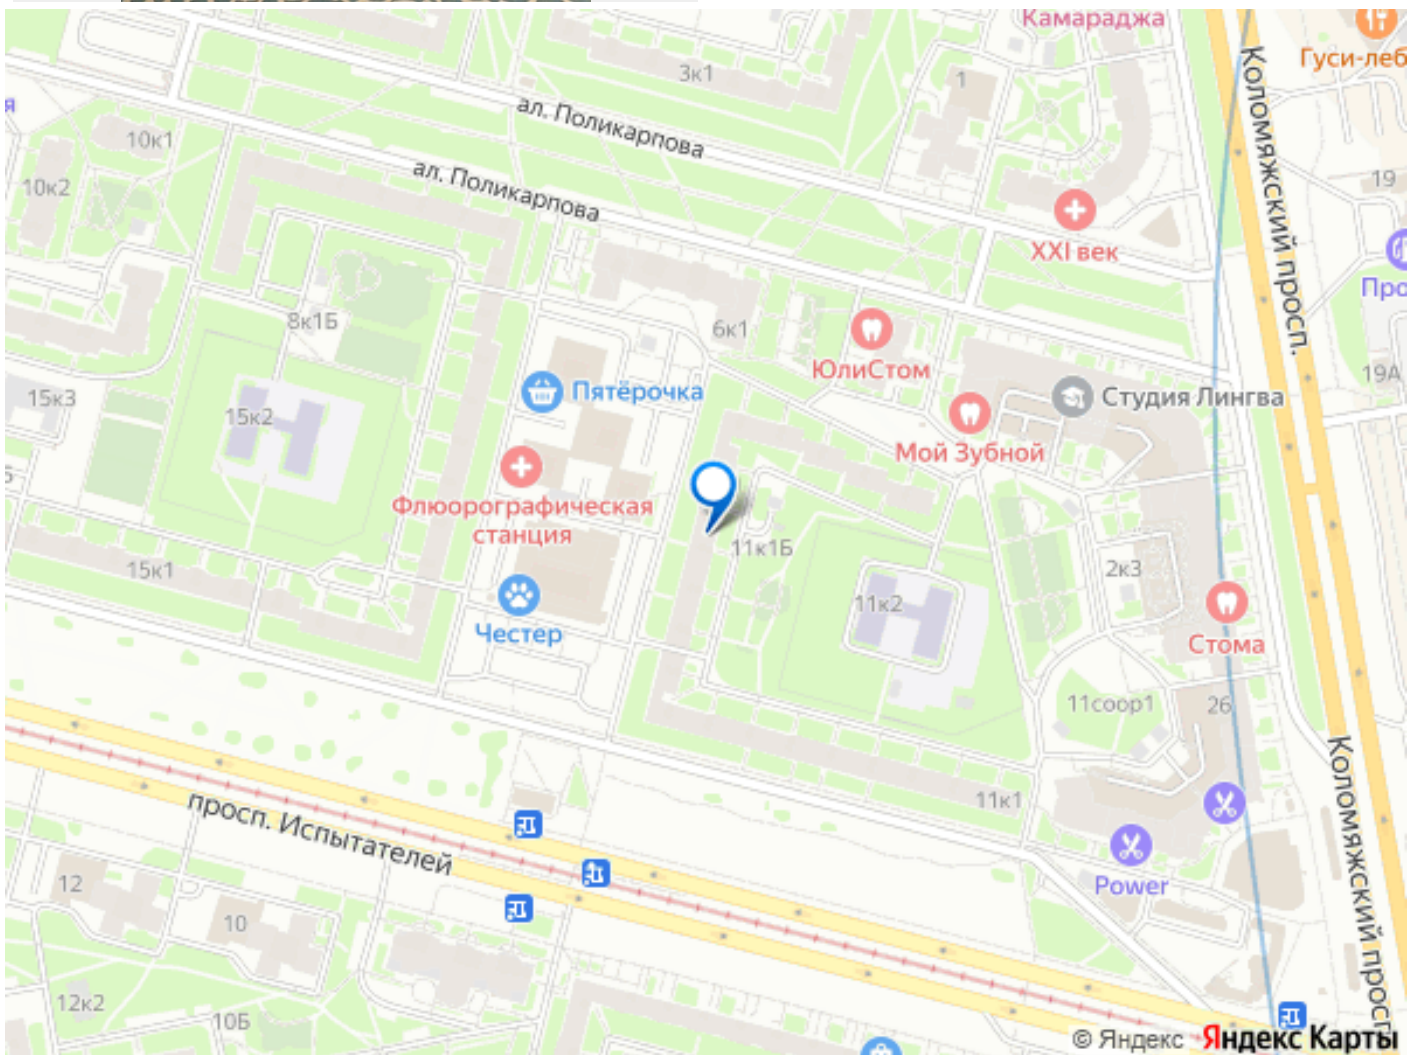 Камараджа
Гуси-леб
3к1
1
ал. Поликарпова
я
10к1
Коломяжский просп.
10к2
ал. Поликарпова
19
XXI век
Про
8к1Б
6к1
ЮлиСтом
19А
15к3
Пятёрочка
Студия Лингва
15к2
Мой Зубной
Флюорографическая
станция
11к1Б
15к1
2к3
11к2
Честер
Стома
11соор1
26
11к1
Коломяжский просп
просп. Испытателей
12
Power
10
12к2
10Б
© Яндекс Яндекс Карты